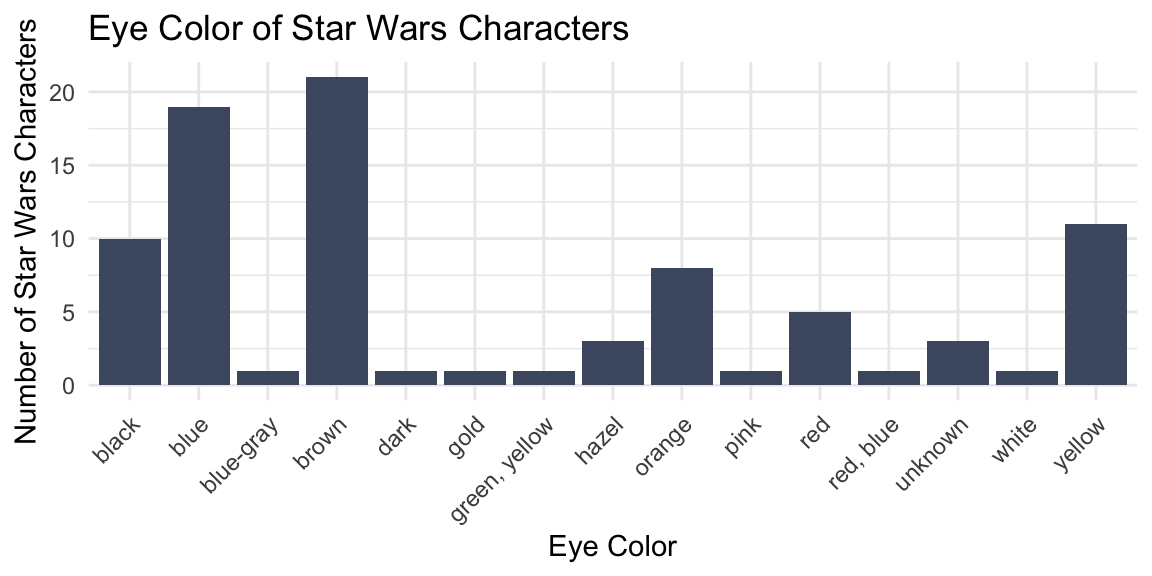 Eye Color of Star Wars Characters
Number of Star Wars Characters
20
15
10
5
0
black
blue
blue-gray
brown
dark
gold
green, yellow
hazel
orange
pink
red
red, blue
unknown
white
yellow
Eye Color